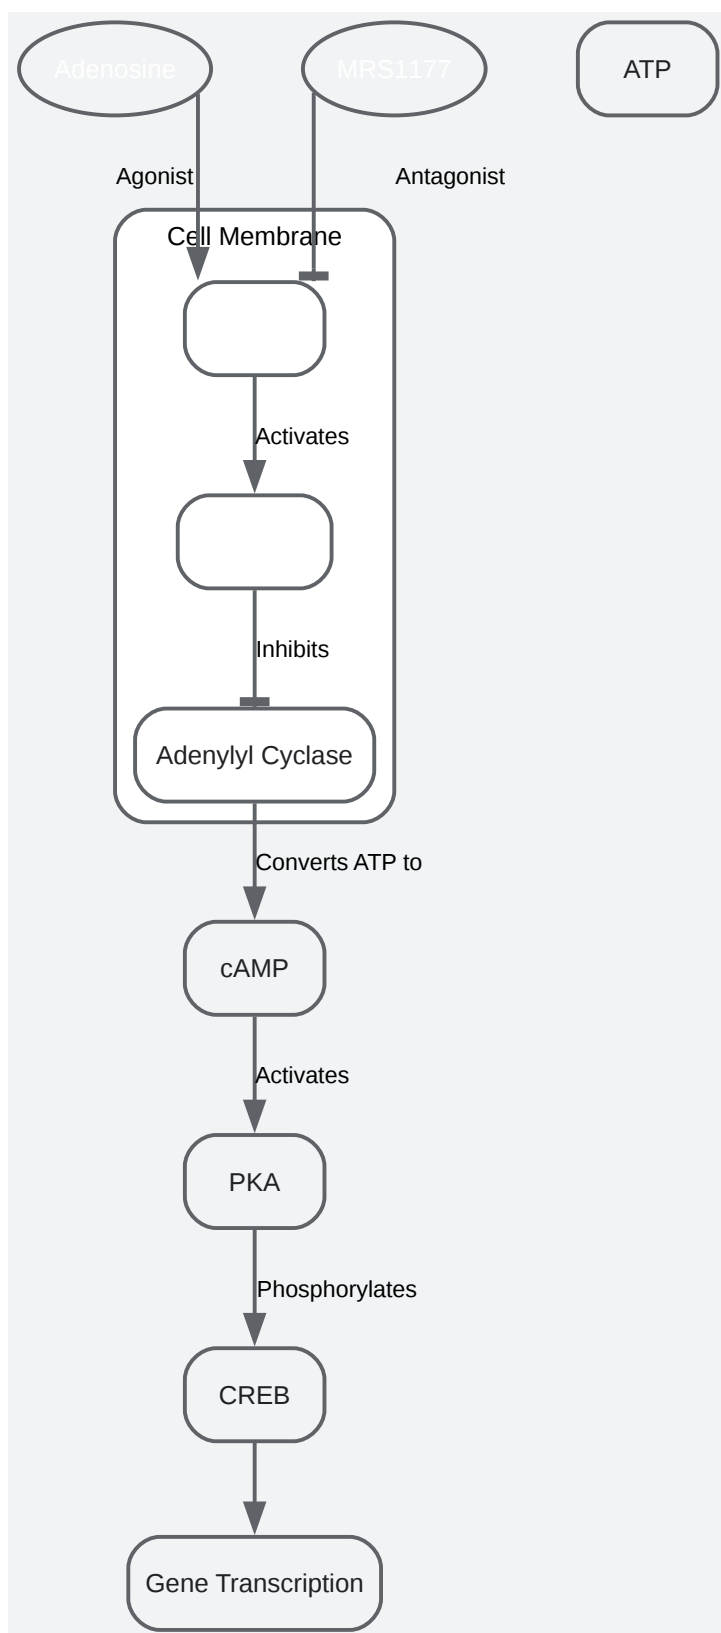 Adenosine
MRS1177
ATP
Agonist
Antagonist
Cell Membrane
Activates
Inhibits
Adenylyl Cyclase
Converts ATP to
cAMP
Activates
PKA
Phosphorylates
CREB
Gene Transcription